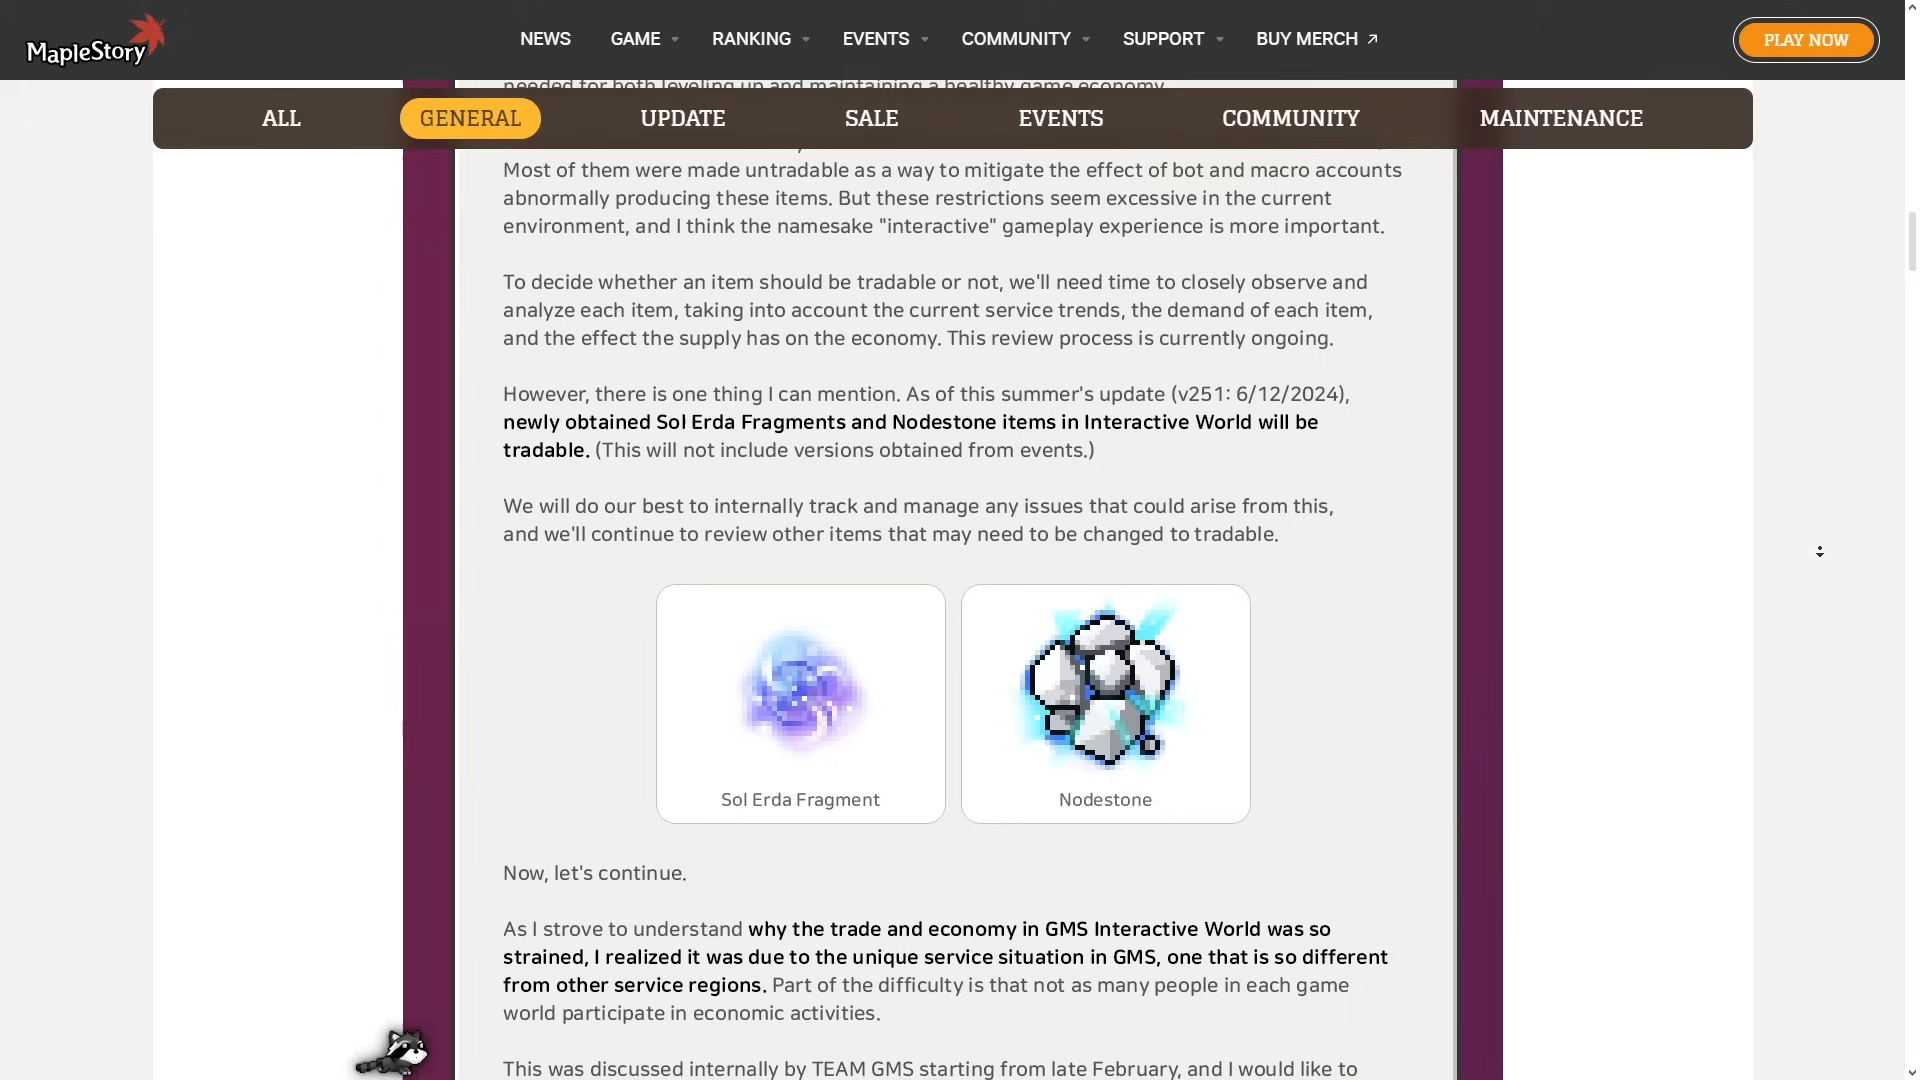 MapleStory
NEWS GAME RANKING EVENTS COMMUNITY SUPPORT BUY MERCH
PLAY NOW
needed for both leveling up and maintaining a healthy game economy.
ALL GENERAL UPDATE SALE EVENTS COMMUNITY MAINTENANCE
Most of them were made untradable as a way to mitigate the effect of bot and macro accounts
abnormally producing these items. But these restrictions seem excessive in the current
environment, and I think the namesake "interactive" gameplay experience is more important.
To decide whether an item should be tradable or not, we'll need time to closely observe and
analyze each item, taking into account the current service trends, the demand of each item,
and the effect the supply has on the economy. This review process is currently ongoing.
However, there is one thing I can mention. As of this summer's update (v251: 6/12/2024),
newly obtained Sol Erda Fragments and Nodestone items in Interactive World will be
tradable. (This will not include versions obtained from events.)
We will do our best to internally track and manage any issues that could arise from this,
and we'll continue to review other items that may need to be changed to tradable.
Sol Erda Fragment Nodestone
Now, let's continue.
As I strove to understand why the trade and economy in GMS Interactive World was so
strained, I realized it was due to the unique service situation in GMS, one that is so different
from other service regions. Part of the difficulty is that not as many people in each game
world participate in economic activities.
This was discussed internally by TEAM GMS starting from late February, and I would like to